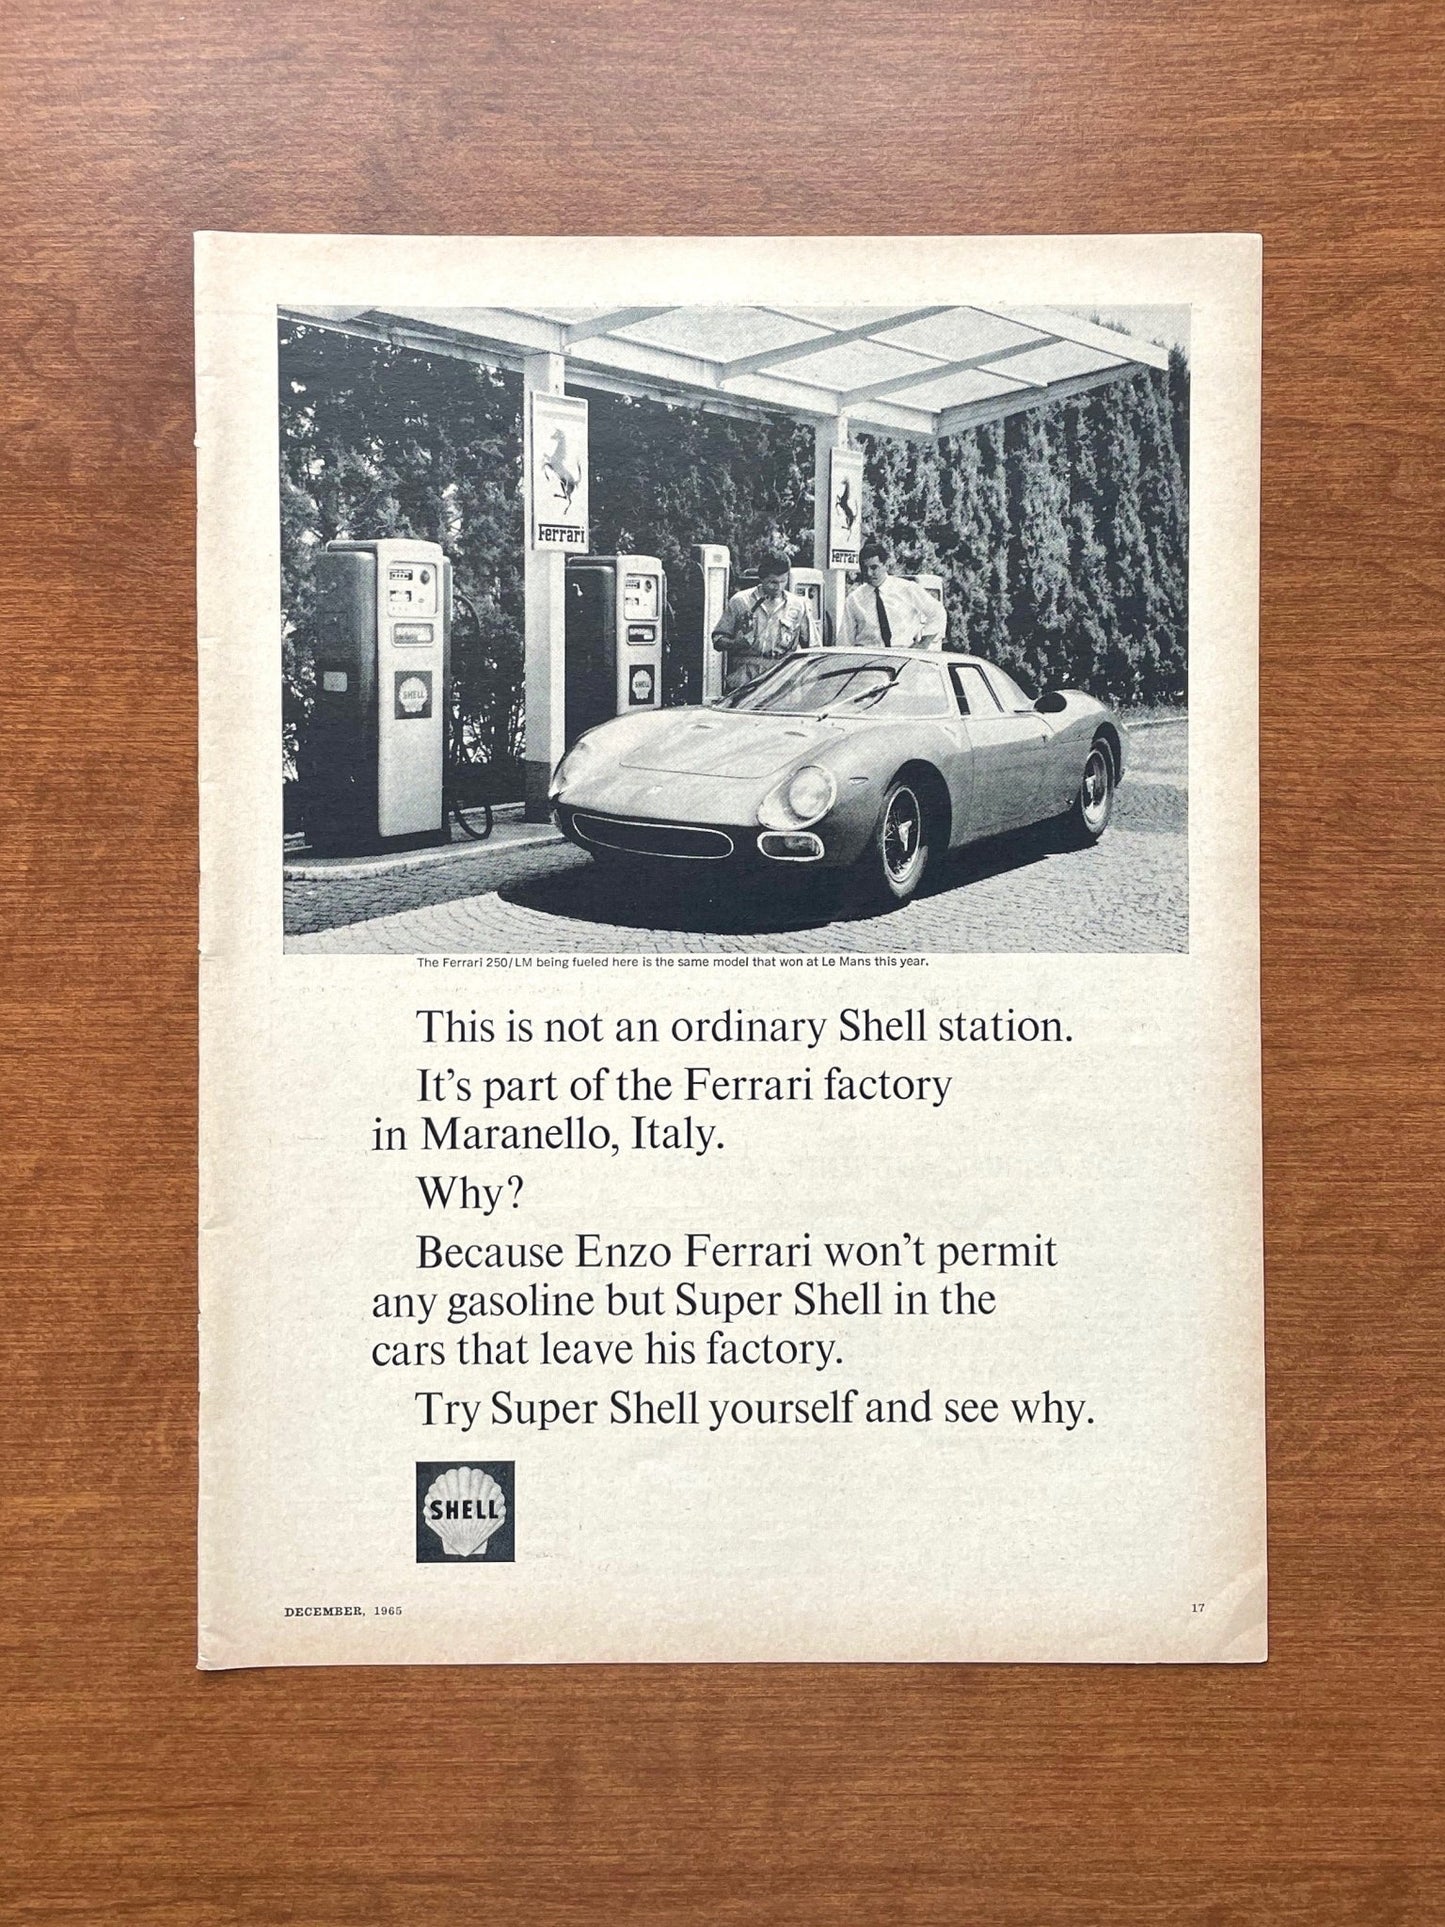 Ferrari
Ferrari
SHELL
SHELL
The Ferrari 250/LM being fueled here is the same model that won at Le Mans this year.
This is not an ordinary Shell station.
It's part of the Ferrari factory
in Maranello, Italy.
Why?
Because Enzo Ferrari won't permit
any gasoline but Super Shell in the
cars that leave his factory.
Try Super Shell yourself and see why.
SHELL
DECEMBER, 1965
17